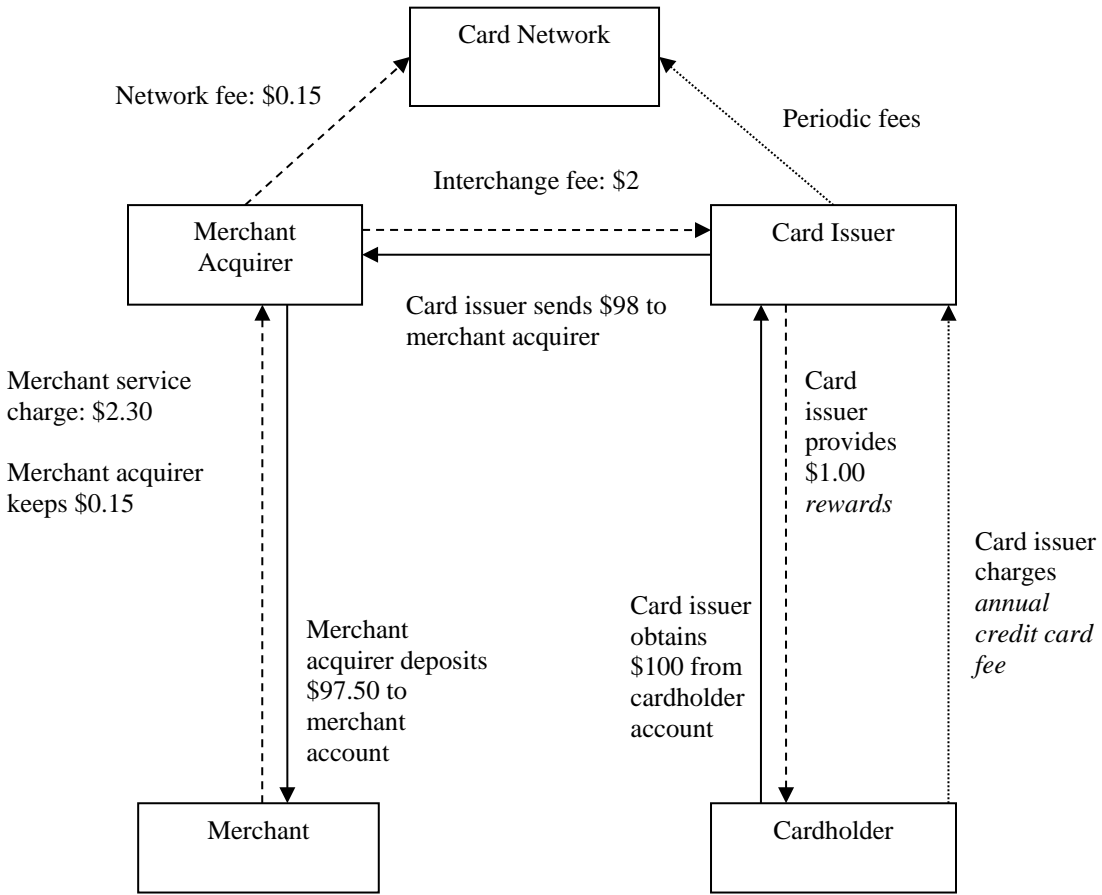 Card Network
Network fee: $0.15
Periodic fees
Interchange fee: $2
Merchant
Acquirer
Card Issuer
Card issuer sends $98 to
merchant acquirer
Merchant service
charge: $2.30
Merchant acquirer
keeps $0.15
Card
issuer
provides
$1.00
rewards
Card issuer
charges
annual
credit card
fee
Merchant
acquirer deposits
$97.50 to
merchant
account
Card issuer
obtains
$100 from
cardholder
account
Merchant
Cardholder